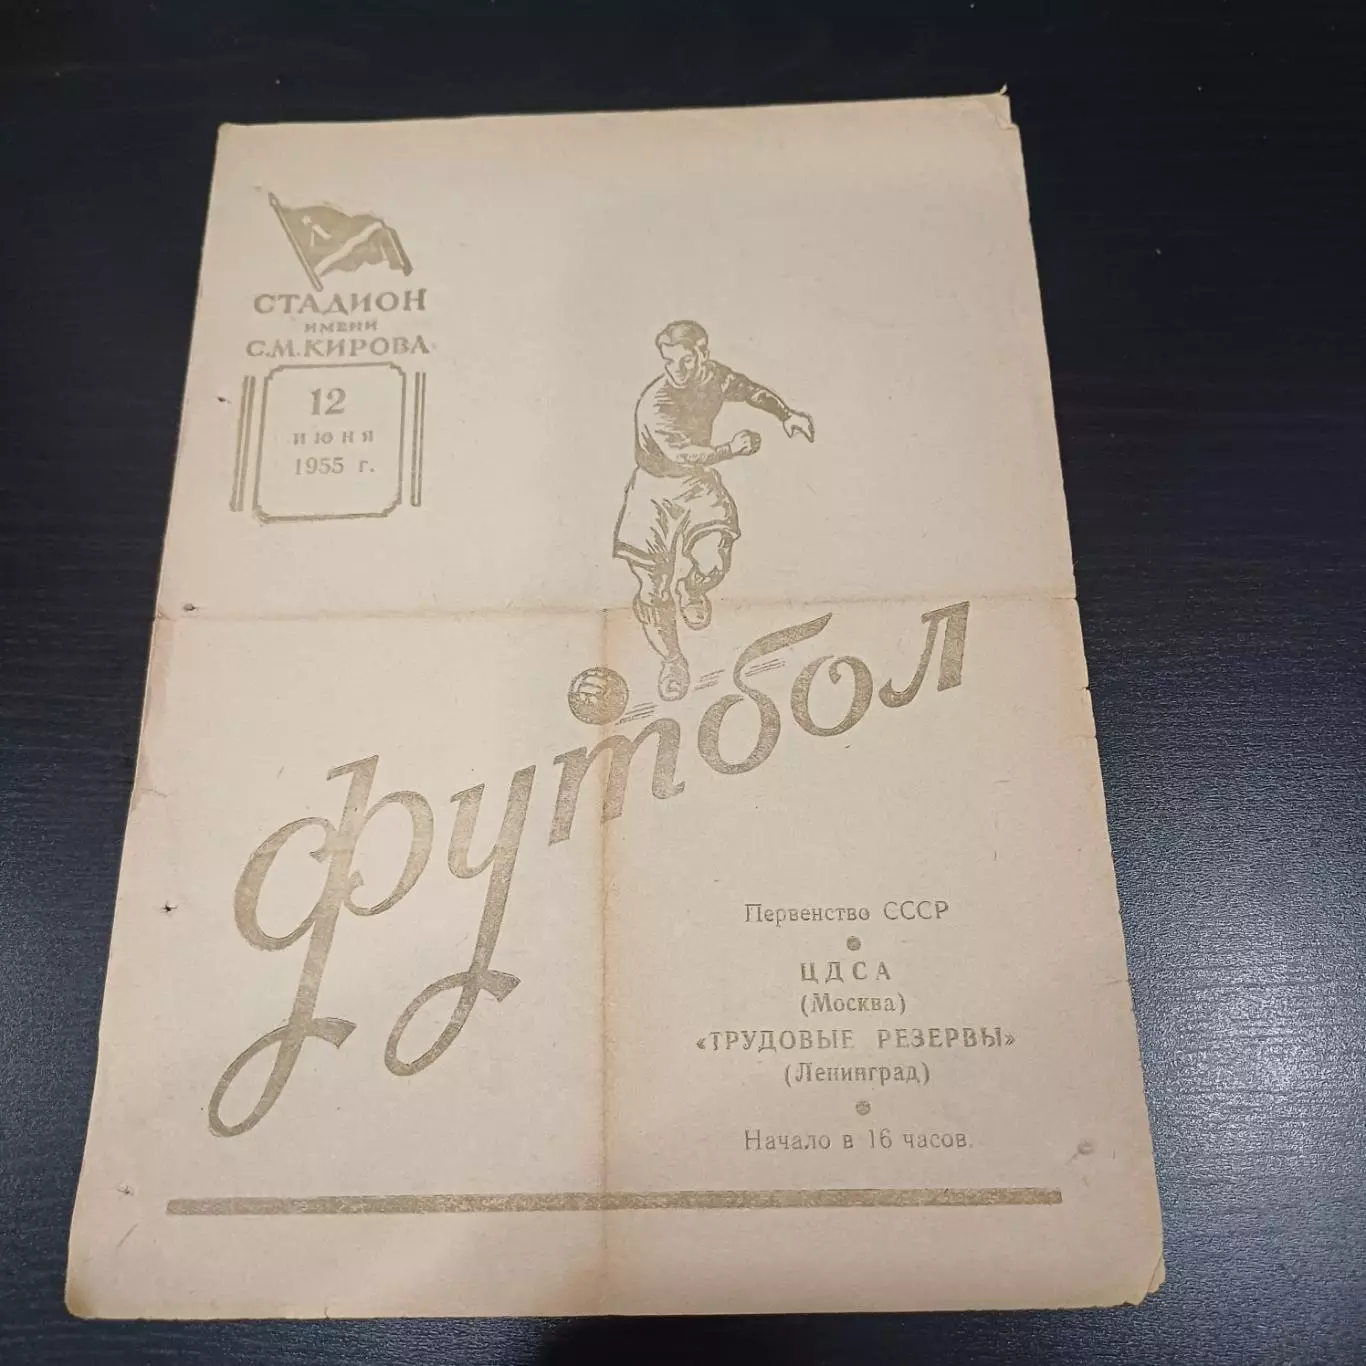 СТАДИОН
ИМЕНИ
С.М.КИРОВА
12
июня
1955 г.
футбол
Первенство СССР
ЦДСА
(Москва)
«ТРУДОВЫЕ РЕЗЕРВЫ»
(Ленинград)
Начало в 16 часов.